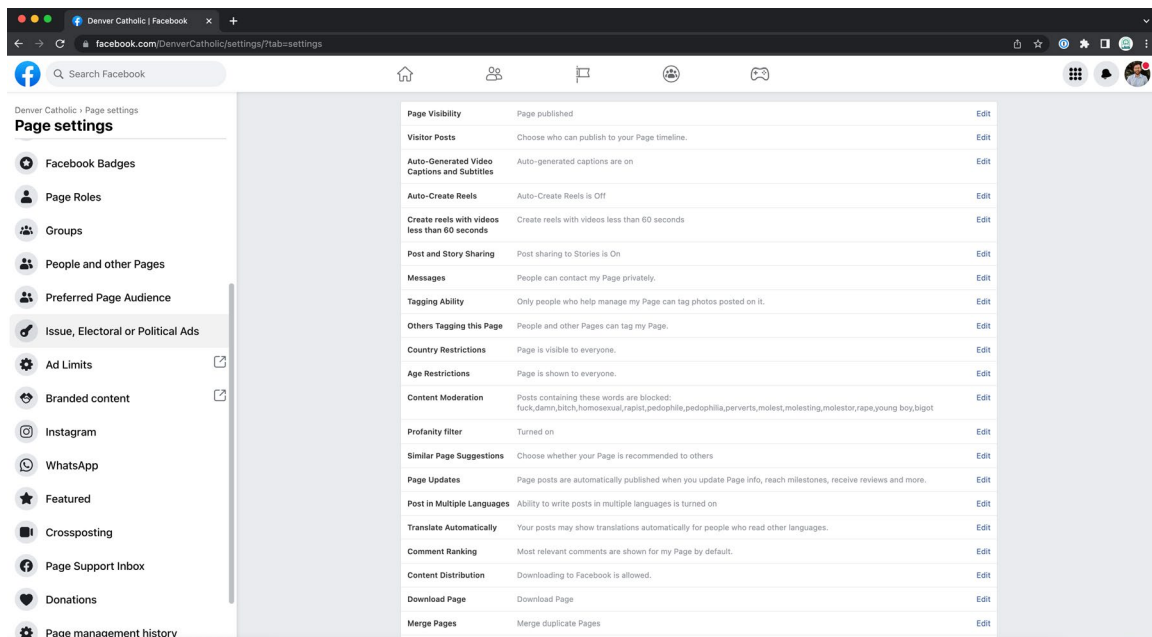 Denver Catholic | Facebook
facebook.com/DenverCatholic/settings/?tab=settings
Search Facebook
Denver Catholic › Page settings
Page settings
Facebook Badges
Page Roles
Groups
People and other Pages
Preferred Page Audience
Issue, Electoral or Political Ads
Ad Limits
Branded content
Instagram
WhatsApp
Featured
Crossposting
Page Support Inbox
Donations
Page management history
Page Visibility Page published Edit
Visitor Posts Choose who can publish to your Page timeline. Edit
Auto-Generated Video Auto-generated captions are on Edit
Captions and Subtitles
Auto-Create Reels Auto-Create Reels is Off Edit
Create reels with videos Create reels with videos less than 60 seconds Edit
less than 60 seconds
Post and Story Sharing Post sharing to Stories is On Edit
Messages People can contact my Page privately. Edit
Tagging Ability Only people who help manage my Page can tag photos posted on it. Edit
Others Tagging this Page People and other Pages can tag my Page. Edit
Country Restrictions Page is visible to everyone. Edit
Age Restrictions Page is shown to everyone. Edit
Content Moderation Posts containing these words are blocked: Edit
fuck,damn,bitch,homosexual,rapist,pedophile,pedophilia,perverts,molest,molesting,molestor,rape,young boy,bigot
Profanity filter Turned on Edit
Similar Page Suggestions Choose whether your Page is recommended to others Edit
Page Updates Page posts are automatically published when you update Page info, reach milestones, receive reviews and more. Edit
Post in Multiple Languages Ability to write posts in multiple languages is turned on Edit
Translate Automatically Your posts may show translations automatically for people who read other languages. Edit
Comment Ranking Most relevant comments are shown for my Page by default. Edit
Content Distribution Downloading to Facebook is allowed. Edit
Download Page Download Page Edit
Merge Pages Merge duplicate Pages Edit